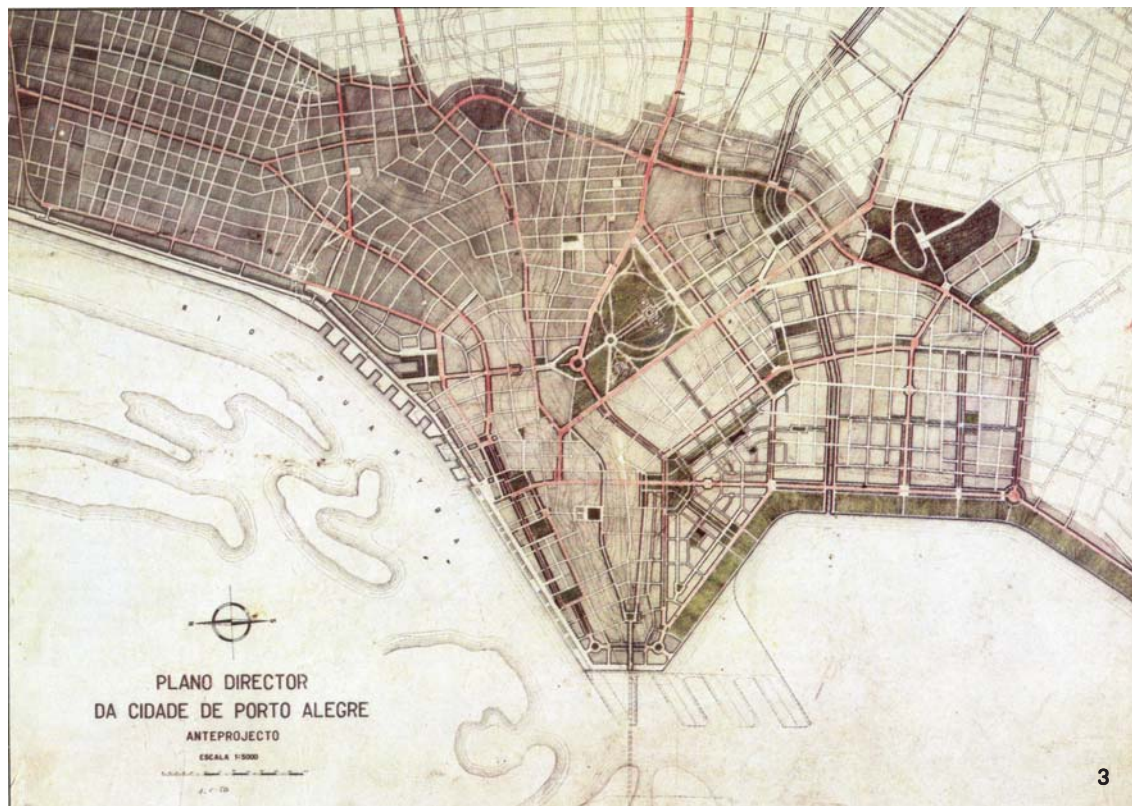 RIO GUAHYBA
PLANO DIRECTOR
DA CIDADE DE PORTO ALEGRE
ANTEPROJECTO
ESCALA 1:5000
3